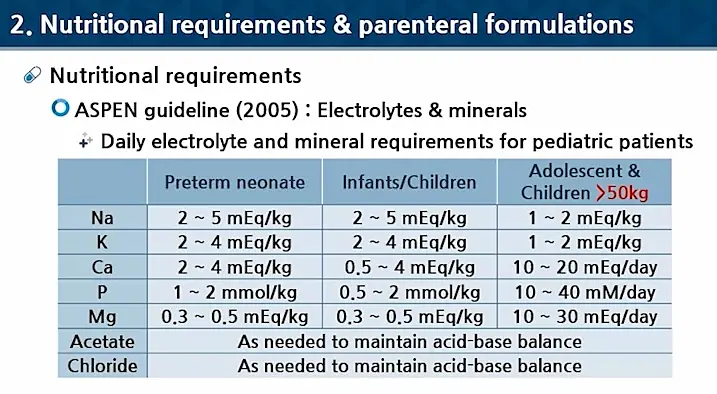 2. Nutritional requirements & parenteral formulations
Nutritional requirements
ASPEN guideline (2005) : Electrolytes & minerals
Daily electrolyte and mineral requirements for pediatric patients
Preterm neonate Infants/Children Adolescent & Children >50kg
Na 2 ~ 5 mEq/kg 2 ~ 5 mEq/kg 1 ~ 2 mEq/kg
K 2 ~ 4 mEq/kg 2 ~ 4 mEq/kg 1 ~ 2 mEq/kg
Ca 2 ~ 4 mEq/kg 0.5 ~ 4 mEq/kg 10 ~ 20 mEq/day
P 1 ~ 2 mmol/kg 0.5 ~ 2 mmol/kg 10 ~ 40 mM/day
Mg 0.3 ~ 0.5 mEq/kg 0.3 ~ 0.5 mEq/kg 10 ~ 30 mEq/day
Acetate As needed to maintain acid-base balance
Chloride As needed to maintain acid-base balance